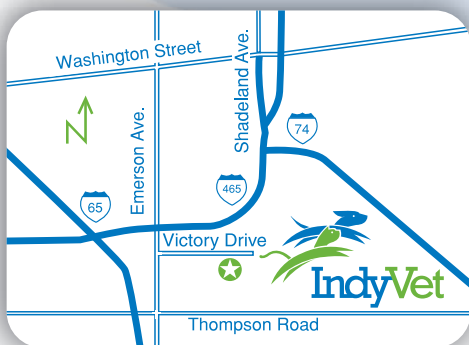 Washington Street
Shadeland Ave.
N
Emerson Ave.
74
465
65
Victory Drive
IndyVet
Thompson Road